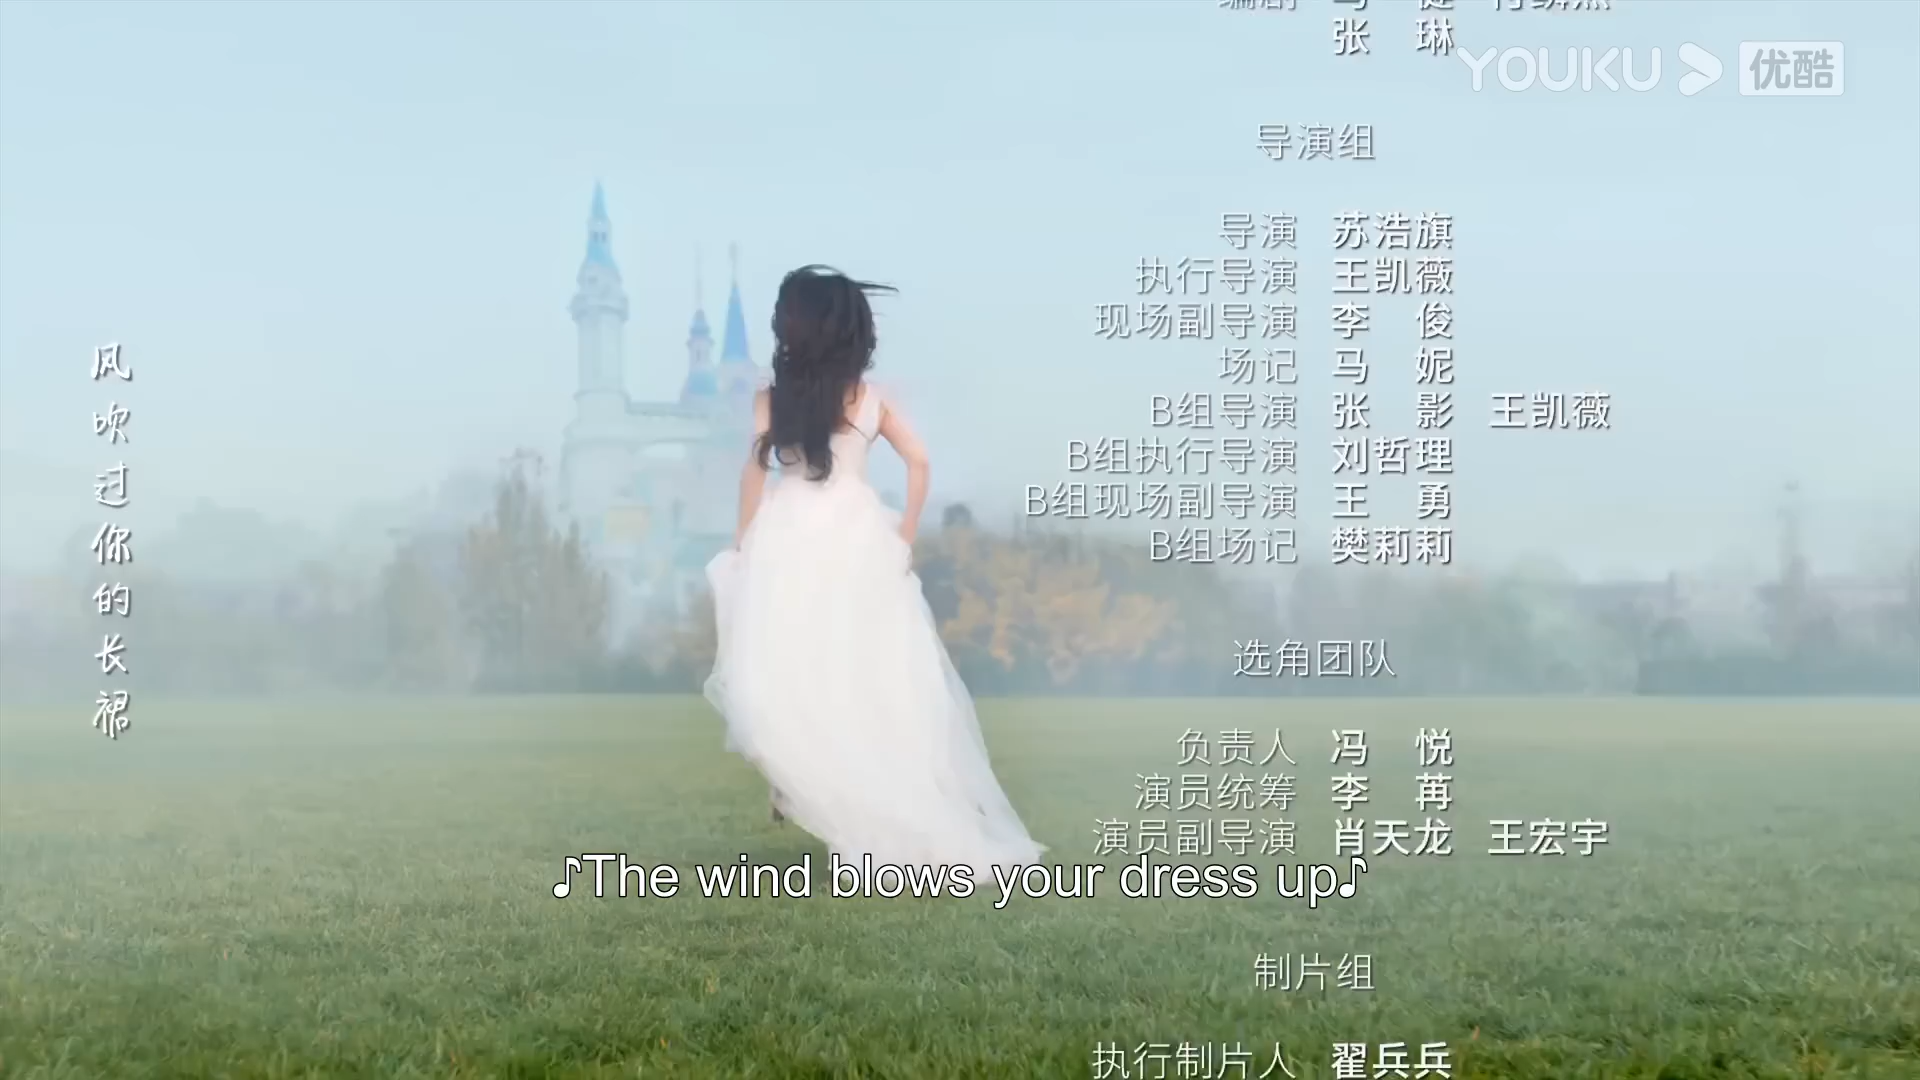 张 琳
YOUKU 优酷
导演组
导演 苏浩旗
执行导演 王凯薇
现场副导演 李 俊
场记 马 妮
B组导演 张 影 王凯薇
B组执行导演 刘哲理
B组现场副导演 王 勇
B组场记 樊莉莉
风吹过你的长裙
选角团队
负责人 冯 悦
演员统筹 李 苒
演员副导演 肖天龙 王宏宇
♪The wind blows your dress up♪
制片组
执行制片人 翟兵兵